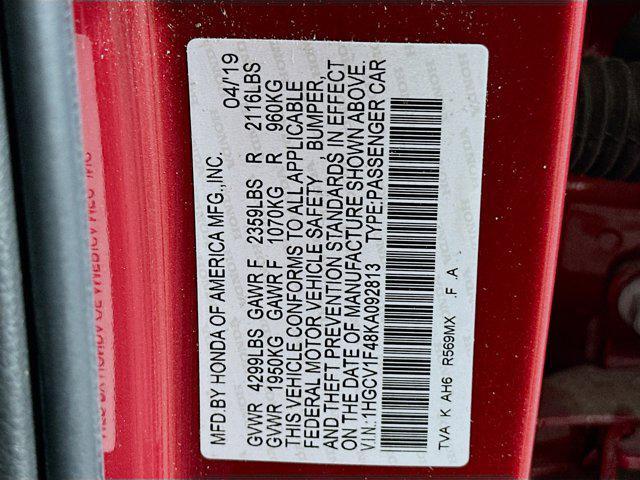 MFD.BY HONDA OF AMERICA MFG.,INC. 04/'19
GVWR 4299LBS GAWR F 2359LBS R 2116LBS
GVWR 1950KG GAWR F 1070KG R 960KG
THIS VEHICLE CONFORMS TO ALL APPLICABLE
FEDERAL MOTOR VEHICLE SAFETY BUMPER,
AND THEFT PREVENTION STANDARDS IN EFFECT
ON THE DATE OF MANUFACTURE SHOWN ABOVE.
V.I.N.:1HGCV1F48KA092813 TYPE:PASSENGER CAR
TVA K AH6 R569MX .F .A